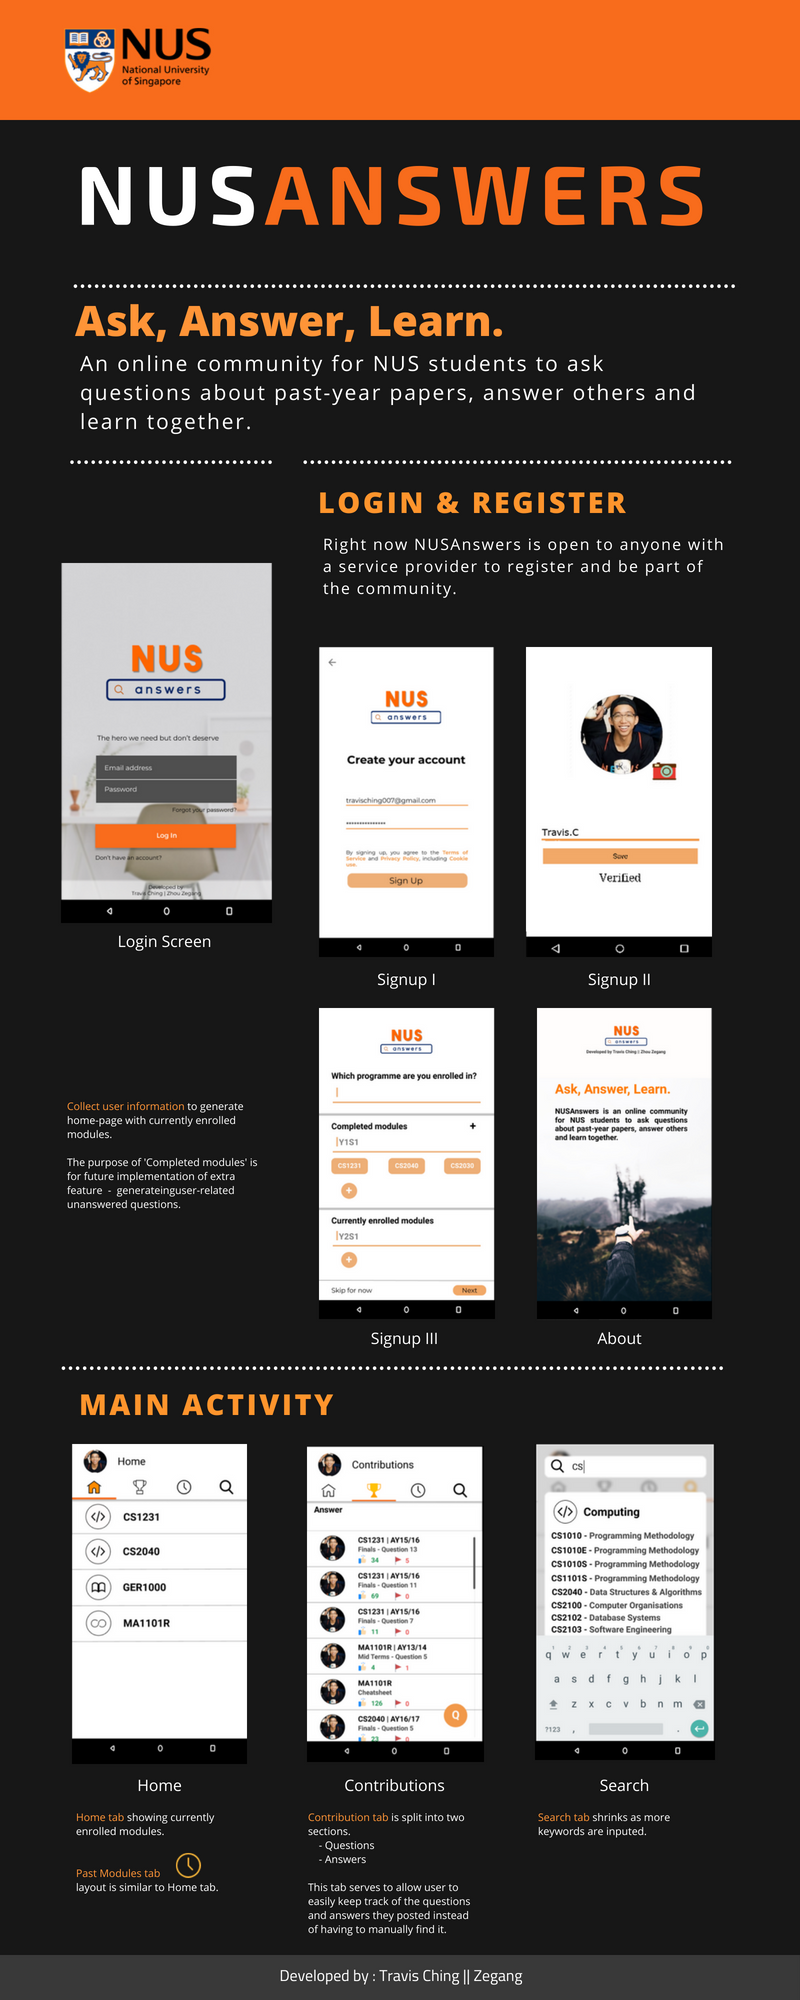 NUS
National University
of Singapore
NUSANSWERS
Ask, Answer, Learn.
An online community for NUS students to ask
questions about past-year papers, answer others and
learn together.
LOGIN & REGISTER
Right now NUSAnswers is open to anyone with
a service provider to register and be part of
the community.
NUS
answers
The hero we need but don't deserve
Email address
Password
Forgot your password?
Log In
Don't have an account?
Developed by
Travis Ching | Zhou Zegang
Login Screen
NUS
answers
Create your account
travisching007@gmail.com
By signing up, you agree to the Terms of
Service and Privacy Policy, including Cookie
use.
Sign Up
Signup I
Travis.C
Save
Verified
Signup II
Collect user information to generate
home-page with currently enrolled
modules.
The purpose of 'Completed modules' is
for future implementation of extra
feature - generateinguser-related
unanswered questions.
NUS
answers
Which programme are you enrolled in?
Completed modules +
Y1S1
CS1231 CS2040 CS2030
+
Currently enrolled modules
Y2S1
+
Skip for now Next
Signup III
NUS
answers
Developed by Travis Ching | Zhou Zegang
Ask, Answer, Learn.
NUSAnswers is an online community
for NUS students to ask questions
about past-year papers, answer others
and learn together.
About
MAIN ACTIVITY
Home
CS1231
CS2040
GER1000
MA1101R
Home
Home tab showing currently
enrolled modules.
Past Modules tab
layout is similar to Home tab.
Contributions
Answer
CS1231 | AY15/16
Finals - Question 13
34 5
CS1231 | AY15/16
Finals - Question 11
69 0
CS1231 | AY15/16
Finals - Question 7
11 0
MA1101R | AY13/14
Mid Terms - Question 5
4 1
MA1101R
Cheatsheet
126 0
CS2040 | AY16/17
Finals - Question 5
23 0
Q
Contributions
Contribution tab is split into two
sections.
- Questions
- Answers
This tab serves to allow user to
easily keep track of the questions
and answers they posted instead
of having to manually find it.
cs
Computing
CS1010 - Programming Methodology
CS1010E - Programming Methodology
CS1010S - Programming Methodology
CS1101S - Programming Methodology
CS2040 - Data Structures & Algorithms
CS2100 - Computer Organisations
CS2102 - Database Systems
CS2103 - Software Engineering
q w e r t y u i o p
a s d f g h j k l
z x c v b n m
?123 , .
Search
Search tab shrinks as more
keywords are inputed.
Developed by : Travis Ching || Zegang